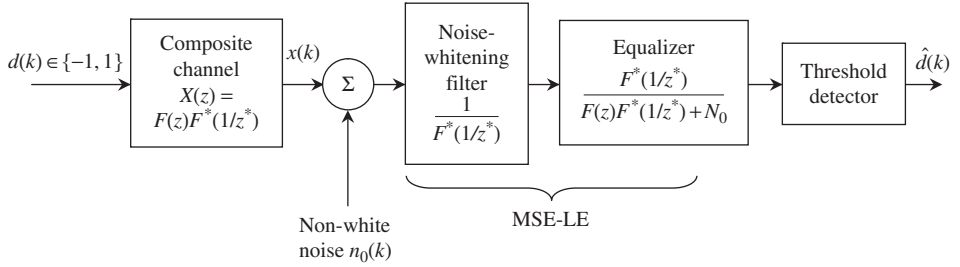 d(k) ∈ {−1, 1}
Composite
channel
X(z) =
F(z)F*(1/z*)
x(k)
Σ
Non-white
noise n₀(k)
Noise-
whitening
filter
1
F*(1/z*)
Equalizer
F*(1/z*)
F(z)F*(1/z*)+N₀
MSE-LE
Threshold
detector
d̂(k)